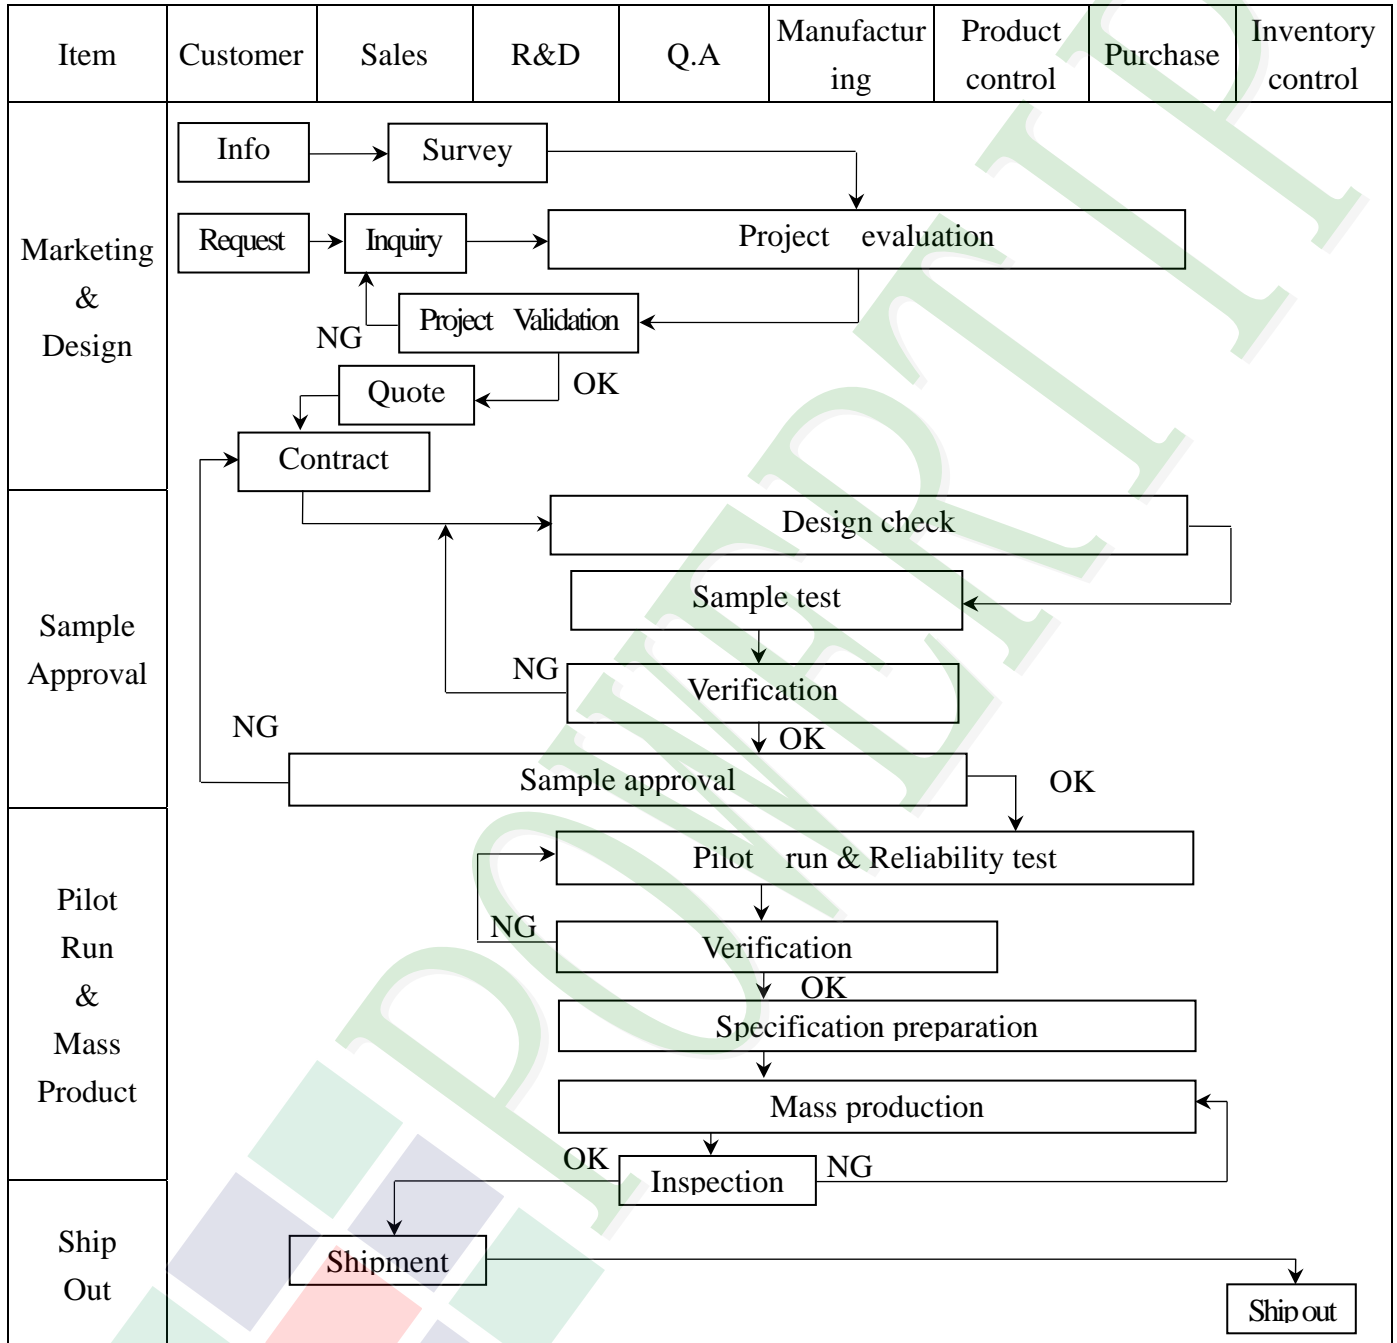 Item
Customer
Sales
R&D
Q.A
Manufactur
ing
Product
control
Purchase
Inventory
control
Marketing
&
Design
Info
Survey
Request
Inquiry
Project evaluation
NG
Project Validation
Quote
OK
Contract
Sample
Approval
Design check
Sample test
NG
Verification
NG
OK
Sample approval
OK
Pilot
Run
&
Mass
Product
Pilot run & Reliability test
NG
Verification
OK
Specification preparation
Mass production
OK
Inspection
NG
Ship
Out
Shipment
Ship out
POWERTIP